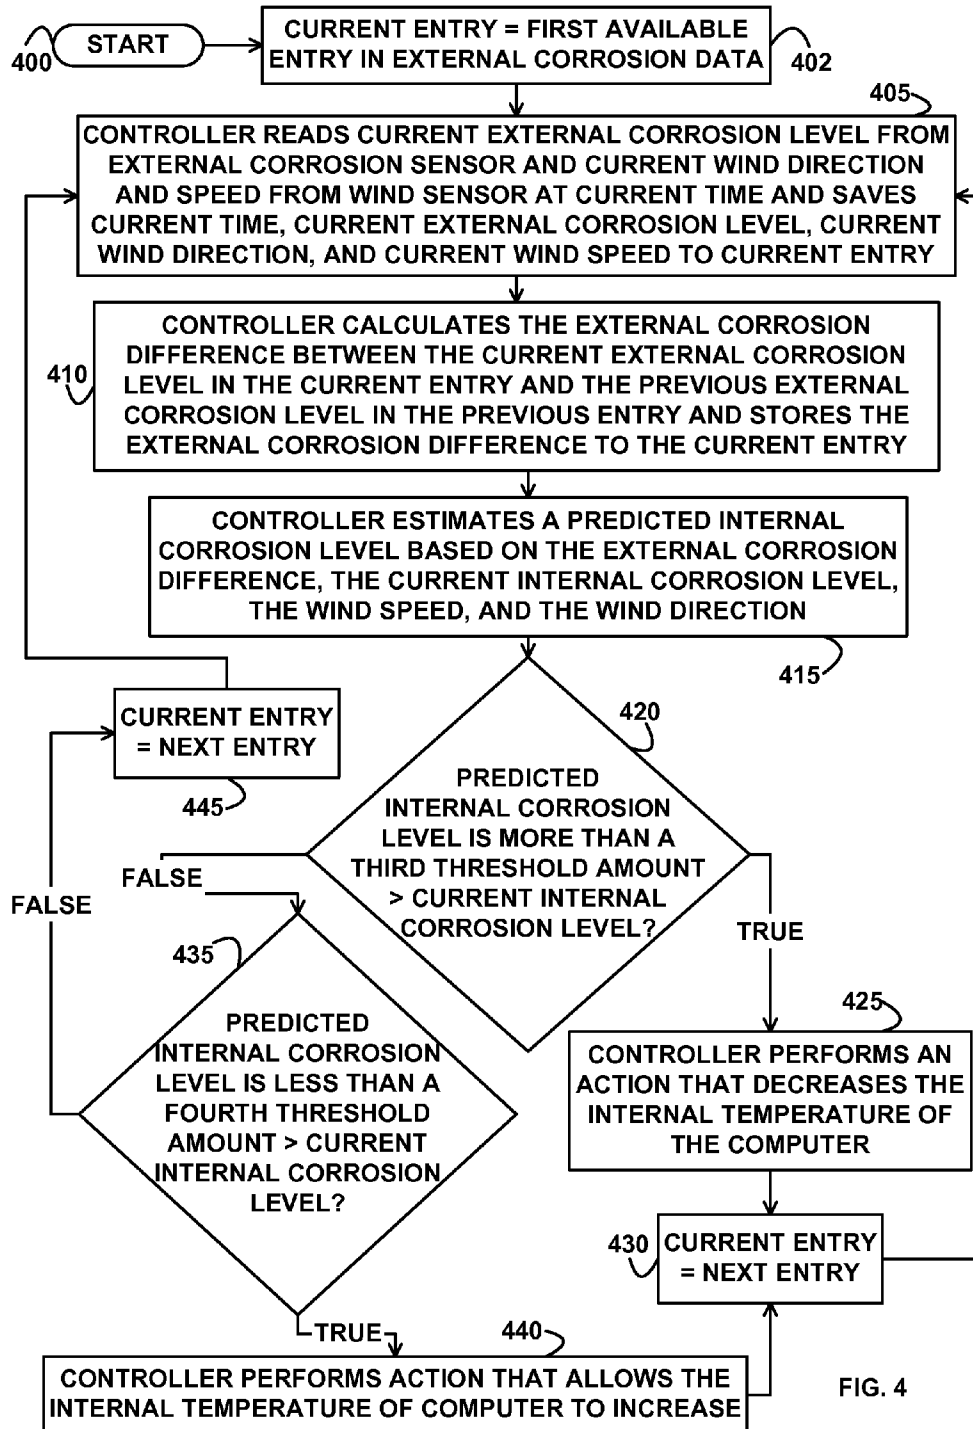 400
START
CURRENT ENTRY = FIRST AVAILABLE
ENTRY IN EXTERNAL CORROSION DATA
402
405
CONTROLLER READS CURRENT EXTERNAL CORROSION LEVEL FROM
EXTERNAL CORROSION SENSOR AND CURRENT WIND DIRECTION
AND SPEED FROM WIND SENSOR AT CURRENT TIME AND SAVES
CURRENT TIME, CURRENT EXTERNAL CORROSION LEVEL, CURRENT
WIND DIRECTION, AND CURRENT WIND SPEED TO CURRENT ENTRY
410
CONTROLLER CALCULATES THE EXTERNAL CORROSION
DIFFERENCE BETWEEN THE CURRENT EXTERNAL CORROSION
LEVEL IN THE CURRENT ENTRY AND THE PREVIOUS EXTERNAL
CORROSION LEVEL IN THE PREVIOUS ENTRY AND STORES THE
EXTERNAL CORROSION DIFFERENCE TO THE CURRENT ENTRY
CONTROLLER ESTIMATES A PREDICTED INTERNAL
CORROSION LEVEL BASED ON THE EXTERNAL CORROSION
DIFFERENCE, THE CURRENT INTERNAL CORROSION LEVEL,
THE WIND SPEED, AND THE WIND DIRECTION
415
420
PREDICTED
INTERNAL CORROSION
LEVEL IS MORE THAN A
THIRD THRESHOLD AMOUNT
> CURRENT INTERNAL
CORROSION LEVEL?
CURRENT ENTRY
= NEXT ENTRY
445
FALSE
FALSE
TRUE
435
PREDICTED
INTERNAL CORROSION
LEVEL IS LESS THAN A
FOURTH THRESHOLD
AMOUNT > CURRENT
INTERNAL CORROSION
LEVEL?
425
CONTROLLER PERFORMS AN
ACTION THAT DECREASES THE
INTERNAL TEMPERATURE OF
THE COMPUTER
430
CURRENT ENTRY
= NEXT ENTRY
TRUE
440
CONTROLLER PERFORMS ACTION THAT ALLOWS THE
INTERNAL TEMPERATURE OF COMPUTER TO INCREASE
FIG. 4